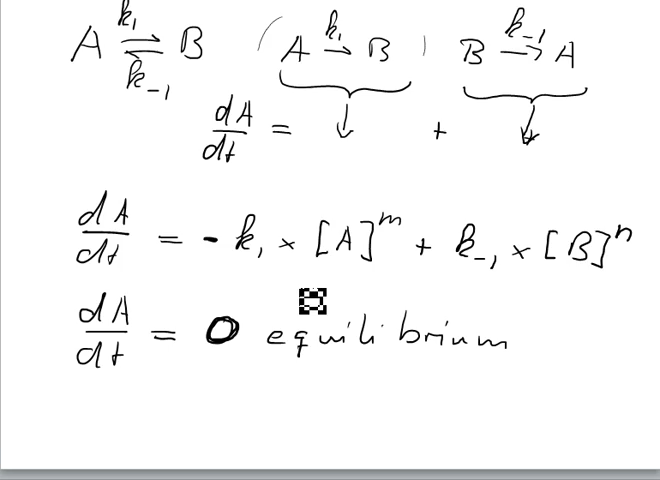 A ⇌ B k₁ k₋₁ ( A →k₁ B | B →k₋₁ A
dA/dt = ↓ + ↓
dA/dt = - k₁ × [A]^m + k₋₁ × [B]^n
dA/dt = 0 equilibrium